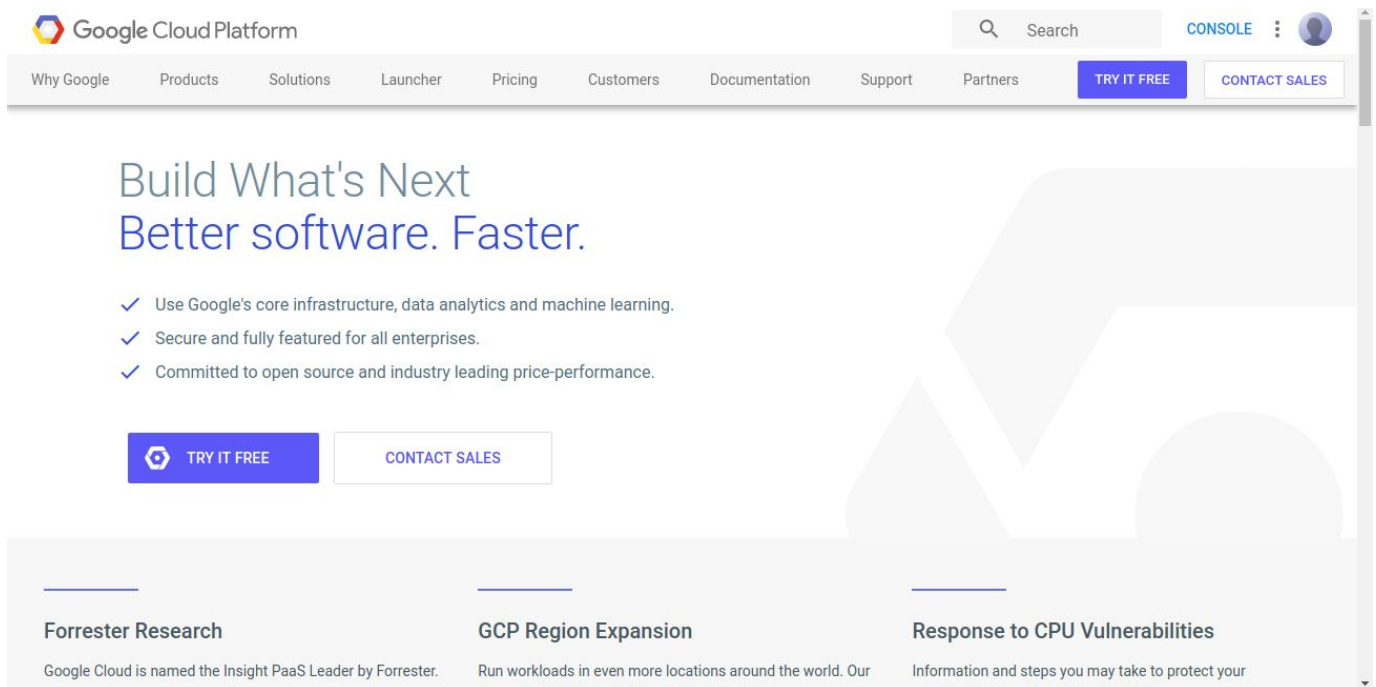 Google Cloud Platform
Search
CONSOLE
Why Google Products Solutions Launcher Pricing Customers Documentation Support Partners TRY IT FREE CONTACT SALES
Build What's Next
Better software. Faster.
Use Google's core infrastructure, data analytics and machine learning.
Secure and fully featured for all enterprises.
Committed to open source and industry leading price-performance.
TRY IT FREE CONTACT SALES
Forrester Research
Google Cloud is named the Insight PaaS Leader by Forrester.
GCP Region Expansion
Run workloads in even more locations around the world. Our
Response to CPU Vulnerabilities
Information and steps you may take to protect your